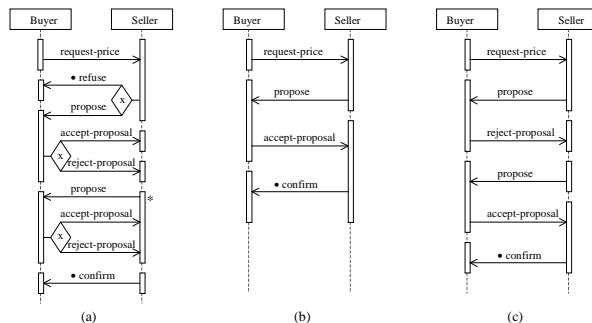 Buyer Seller
request-price
• refuse
x
propose
accept-proposal
x
reject-proposal
propose
*
accept-proposal
x
reject-proposal
• confirm
(a)
Buyer Seller
request-price
propose
accept-proposal
• confirm
(b)
Buyer Seller
request-price
propose
reject-proposal
propose
accept-proposal
• confirm
(c)